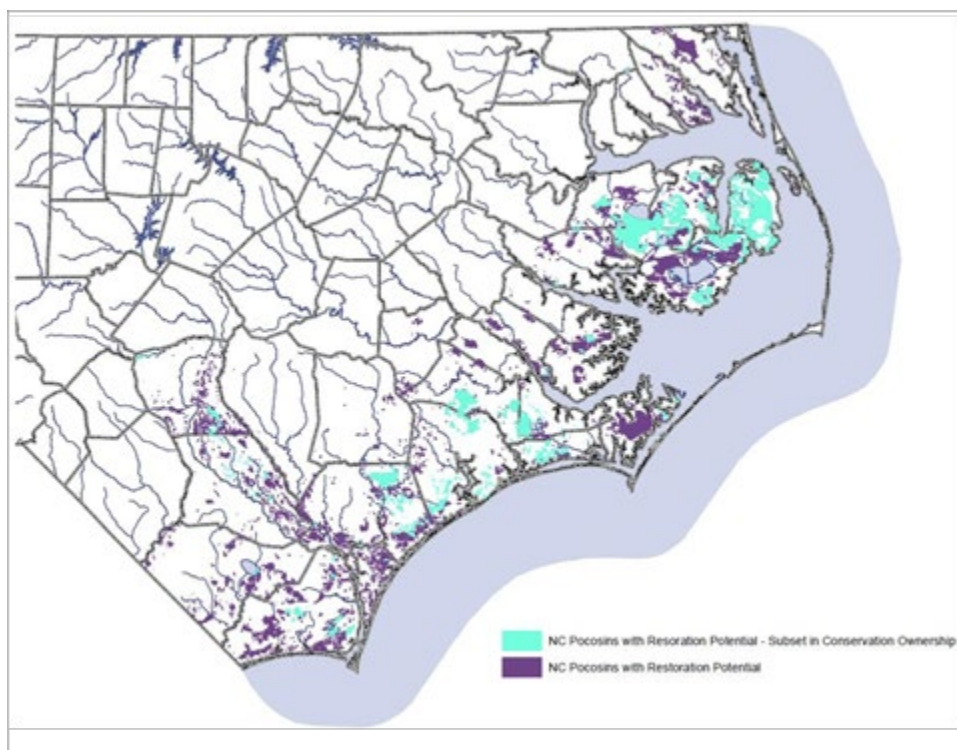 NC Pocosins with Resoration Potential - Subset in Conservation Ownership
NC Pocosins with Restoration Potential